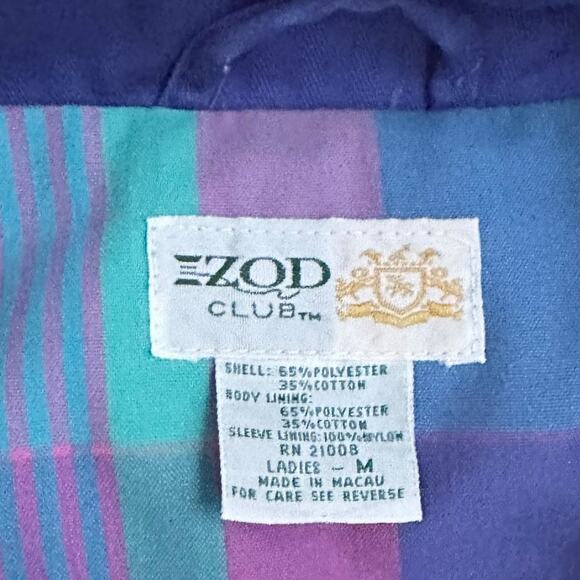 IZOD
CLUB™
SHELL: 65%POLYESTER
35%COTTON
BODY LINING:
65%POLYESTER
35%COTTON
SLEEVE LINING: 100%NYLON
RN 21008
LADIES - M
MADE IN MACAU
FOR CARE SEE REVERSE